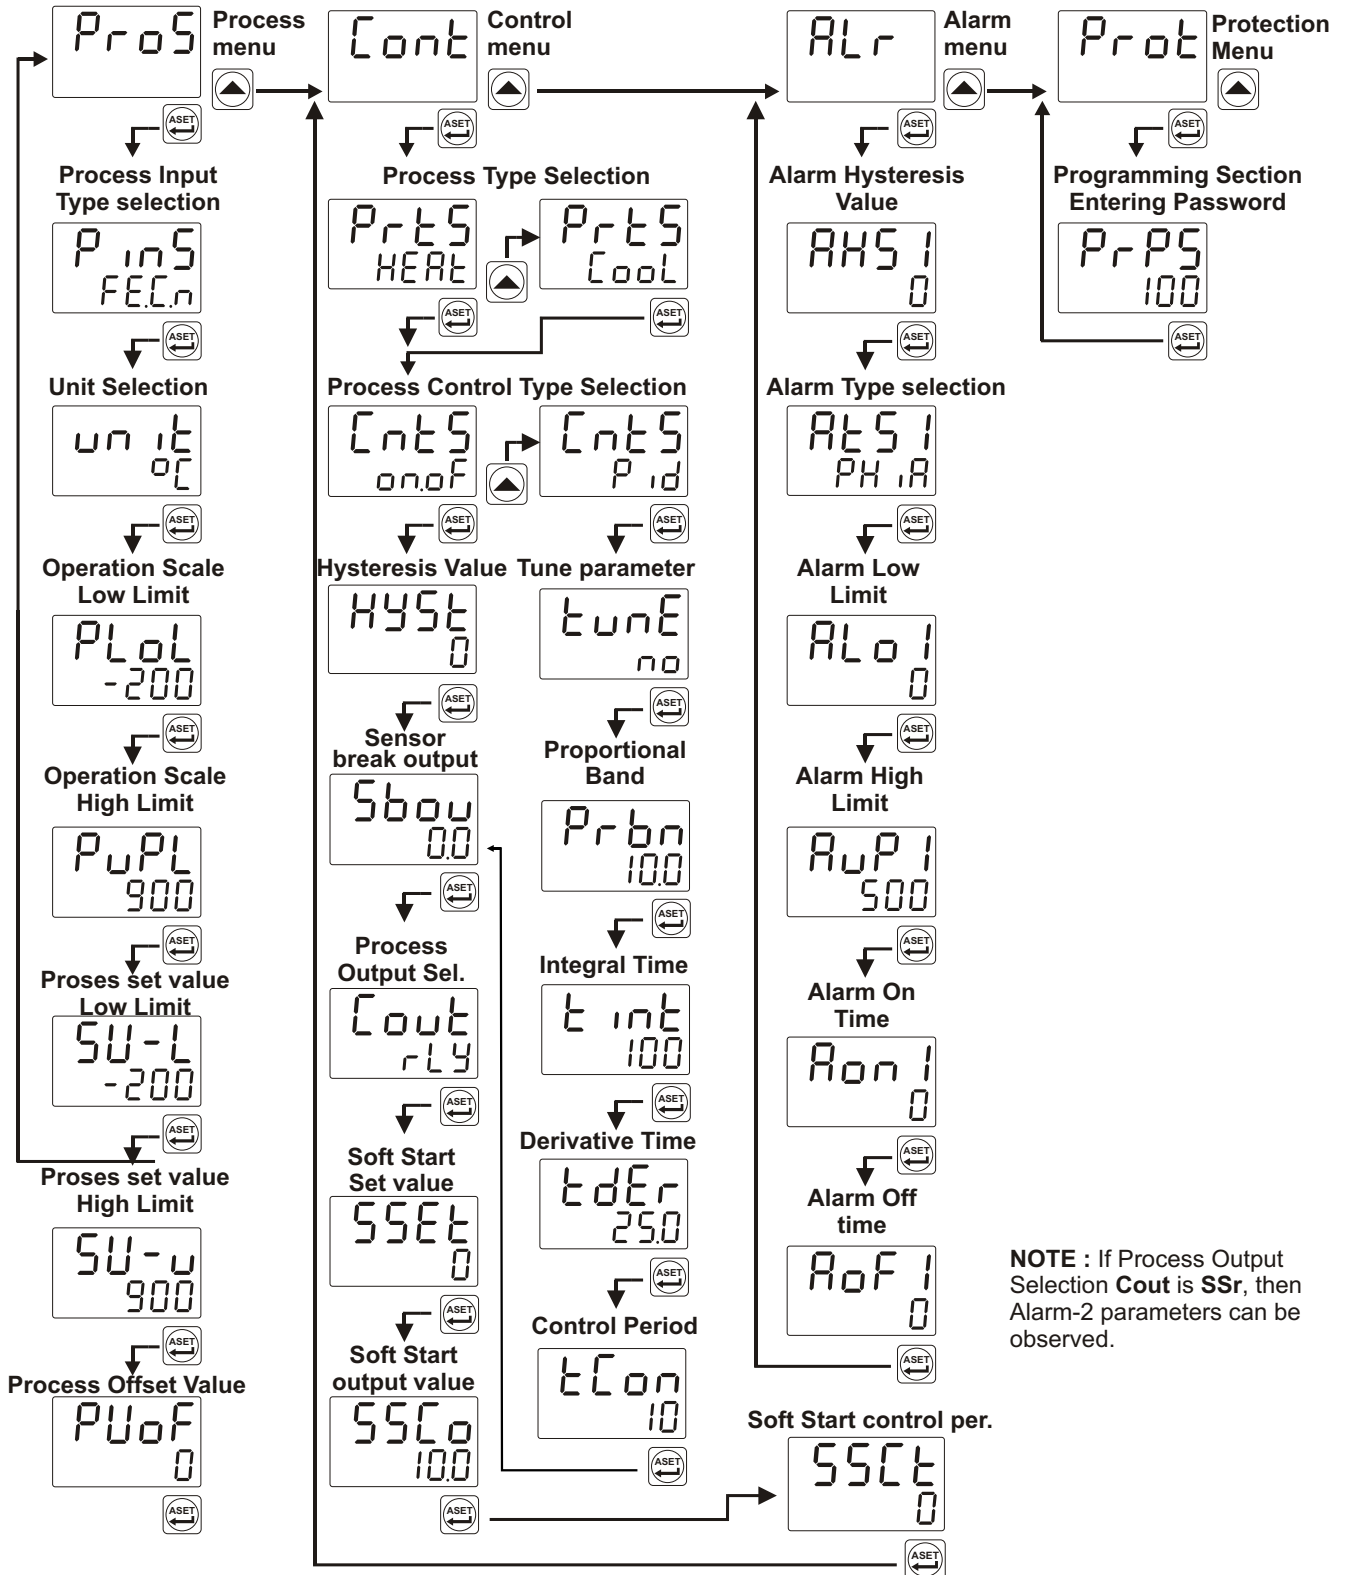 ProS
Process
menu
ASET
Process Input
Type selection
PinS
FE.C.n
ASET
Unit Selection
unit
°C
ASET
Operation Scale
Low Limit
PLoL
-200
ASET
Operation Scale
High Limit
PuPL
900
ASET
Proses set value
Low Limit
SU-L
-200
ASET
Proses set value
High Limit
SU-u
900
ASET
Process Offset Value
PUoF
0
ASET
Cont
Control
menu
ASET
Process Type Selection
PrtS
HEAt
PrtS
CooL
ASET
ASET
Process Control Type Selection
CntS
on.oF
CntS
Pid
ASET
ASET
Hysteresis Value
HYSt
0
ASET
Sensor
break output
Sbou
0.0
ASET
Process
Output Sel.
Cout
rLY
ASET
Soft Start
Set value
SSEt
0
ASET
Soft Start
output value
SSCo
10.0
ASET
Tune parameter
tunE
no
ASET
Proportional
Band
Prbn
10.0
ASET
Integral Time
tint
100
ASET
Derivative Time
tdEr
25.0
ASET
Control Period
tCon
10
ASET
Soft Start control per.
SSCt
0
ASET
ALr
Alarm
menu
ASET
Alarm Hysteresis
Value
AHS1
0
ASET
Alarm Type selection
AtS1
PHiA
ASET
Alarm Low
Limit
ALo1
0
ASET
Alarm High
Limit
AuP1
500
ASET
Alarm On
Time
Aon1
0
ASET
Alarm Off
time
AoF1
0
ASET
Prot
Protection
Menu
ASET
Programming Section
Entering Password
PrPS
100
ASET
NOTE : If Process Output
Selection Cout is SSr, then
Alarm-2 parameters can be
observed.